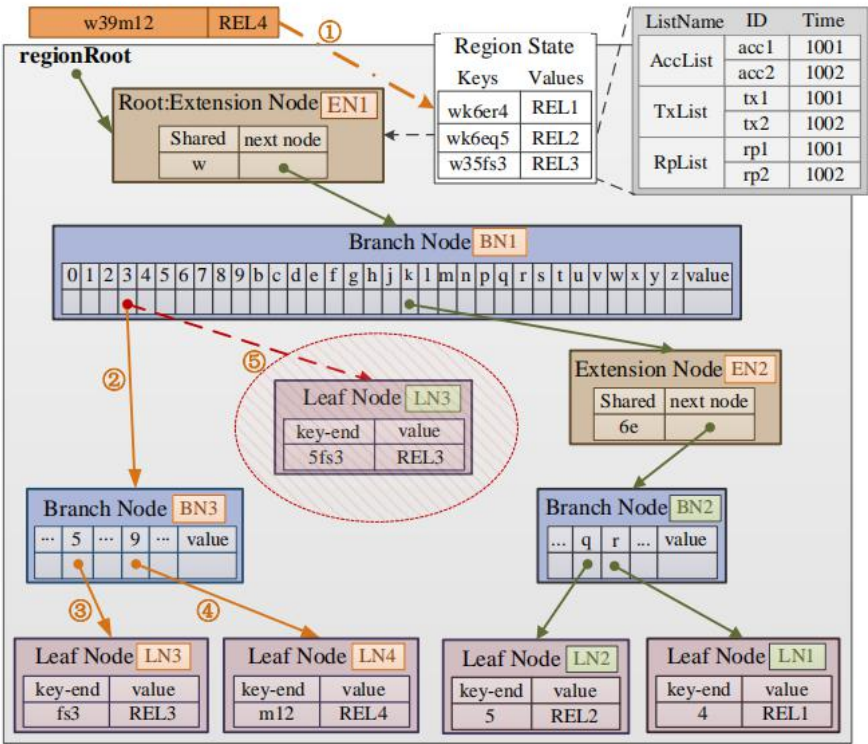 w39m12 REL4
①
regionRoot
Region State
Keys Values
wk6er4 REL1
wk6eq5 REL2
w35fs3 REL3
ListName ID Time
AccList acc1 1001
acc2 1002
TxList tx1 1001
tx2 1002
RpList rp1 1001
rp2 1002
Root:Extension Node EN1
Shared next node
w
Branch Node BN1
0 1 2 3 4 5 6 7 8 9 b c d e f g h j k l m n p q r s t u v w x y z value
②
⑤
Leaf Node LN3
key-end value
5fs3 REL3
Extension Node EN2
Shared next node
6e
Branch Node BN3
... 5 ... 9 ... value
Branch Node BN2
... q r ... value
③
④
Leaf Node LN3
key-end value
fs3 REL3
Leaf Node LN4
key-end value
m12 REL4
Leaf Node LN2
key-end value
5 REL2
Leaf Node LN1
key-end value
4 REL1